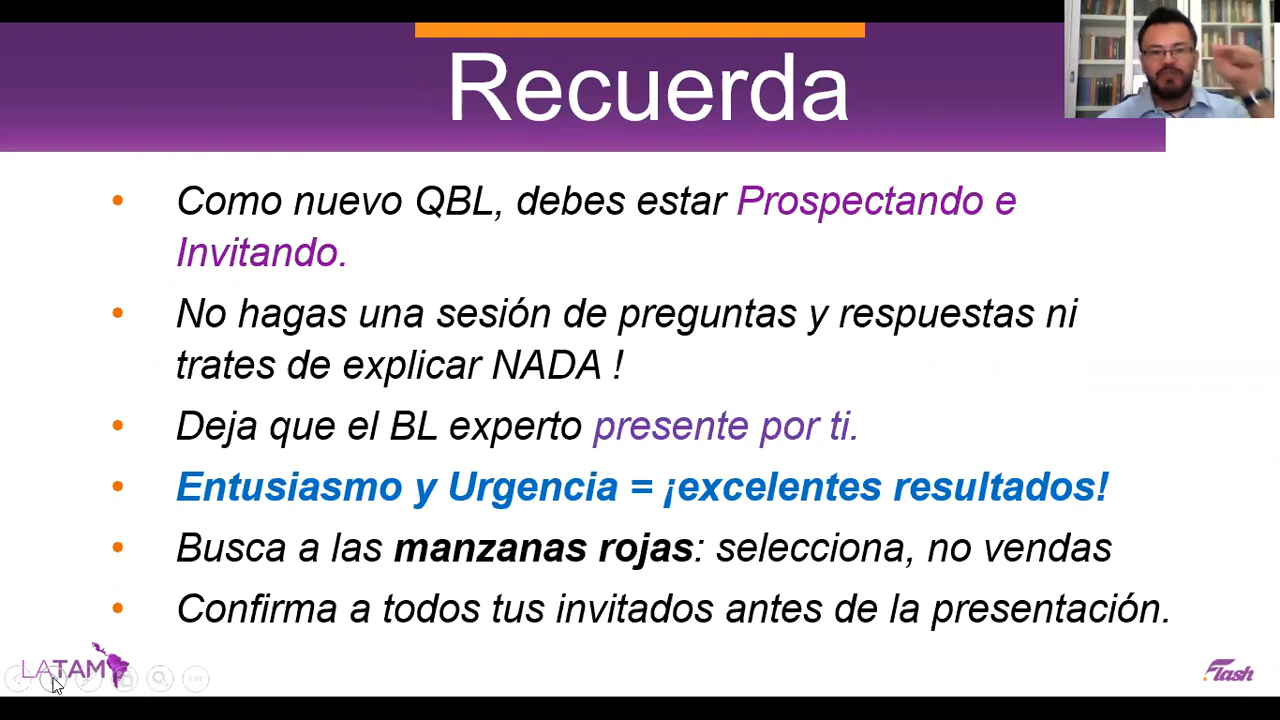 Recuerda
• Como nuevo QBL, debes estar Prospectando e
Invitando.
• No hagas una sesión de preguntas y respuestas ni
trates de explicar NADA !
• Deja que el BL experto presente por ti.
• Entusiasmo y Urgencia = ¡excelentes resultados!
• Busca a las manzanas rojas: selecciona, no vendas
• Confirma a todos tus invitados antes de la presentación.
LATAM
Flash